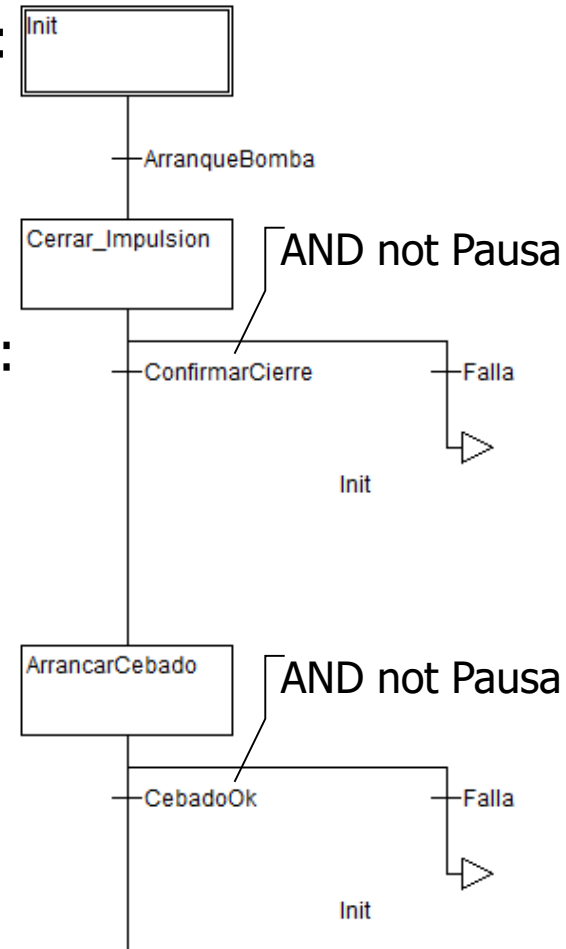 :
Init
ArranqueBomba
Cerrar_Impulsion
AND not Pausa
:
ConfirmarCierre
Falla
Init
ArrancarCebado
AND not Pausa
CebadoOk
Falla
Init